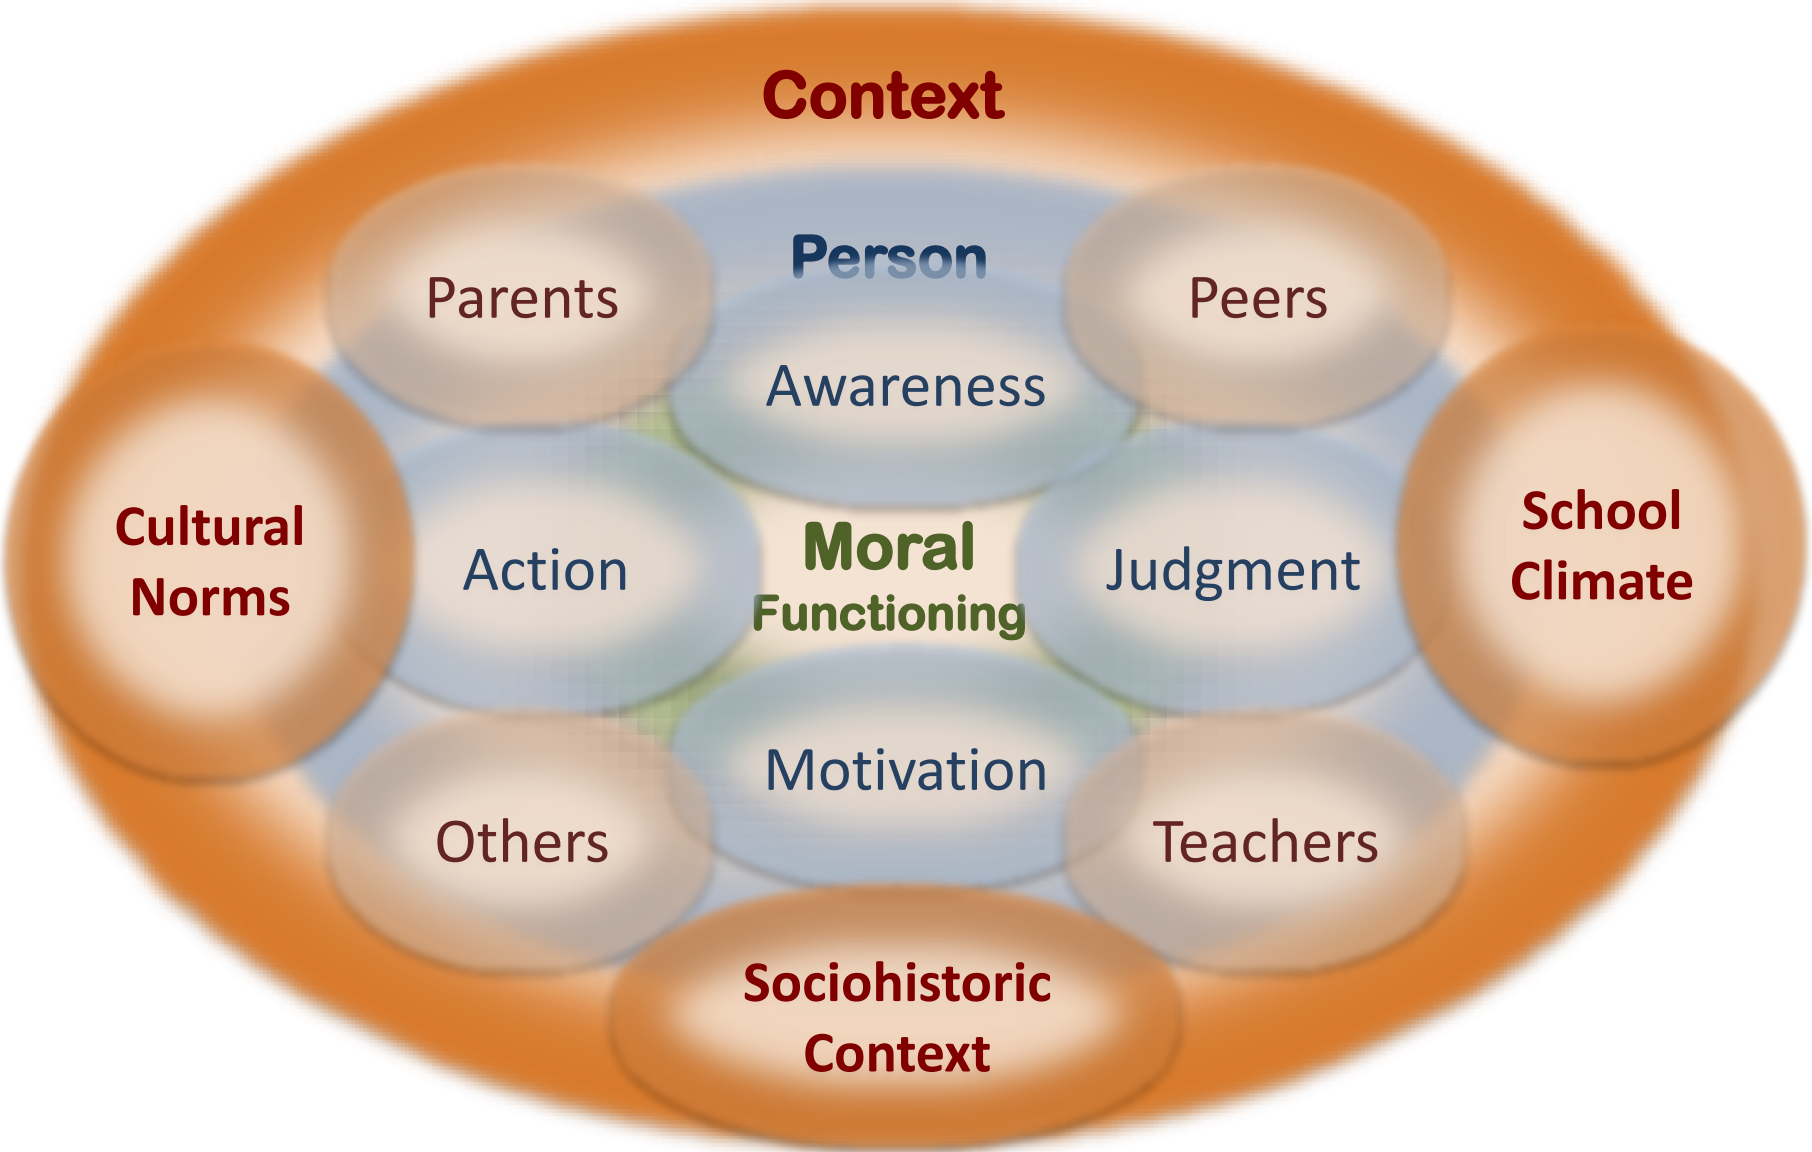 Context
Person
Parents
Peers
Awareness
Cultural
Norms
Action
Moral
Functioning
Judgment
School
Climate
Motivation
Others
Teachers
Sociohistoric
Context